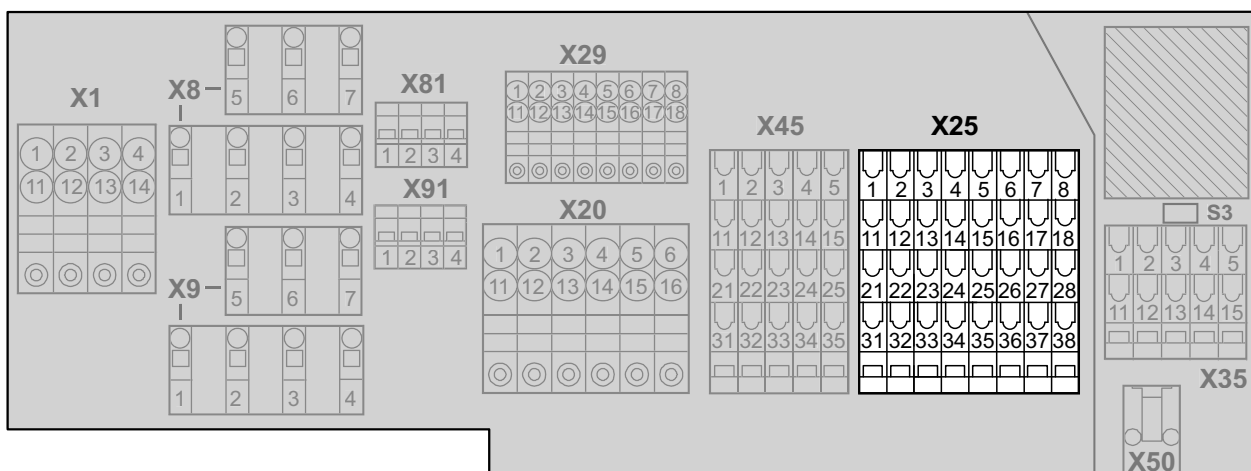 X1
1 2 3 4
11 12 13 14
X8
5 6 7
1 2 3 4
X9
5 6 7
1 2 3 4
X81
1 2 3 4
X91
1 2 3 4
X29
1 2 3 4 5 6 7 8
11 12 13 14 15 16 17 18
X20
1 2 3 4 5 6
11 12 13 14 15 16
X45
1 2 3 4 5
11 12 13 14 15
21 22 23 24 25
31 32 33 34 35
X25
1 2 3 4 5 6 7 8
11 12 13 14 15 16 17 18
21 22 23 24 25 26 27 28
31 32 33 34 35 36 37 38
S3
1 2 3 4 5
11 12 13 14 15
X35
X50